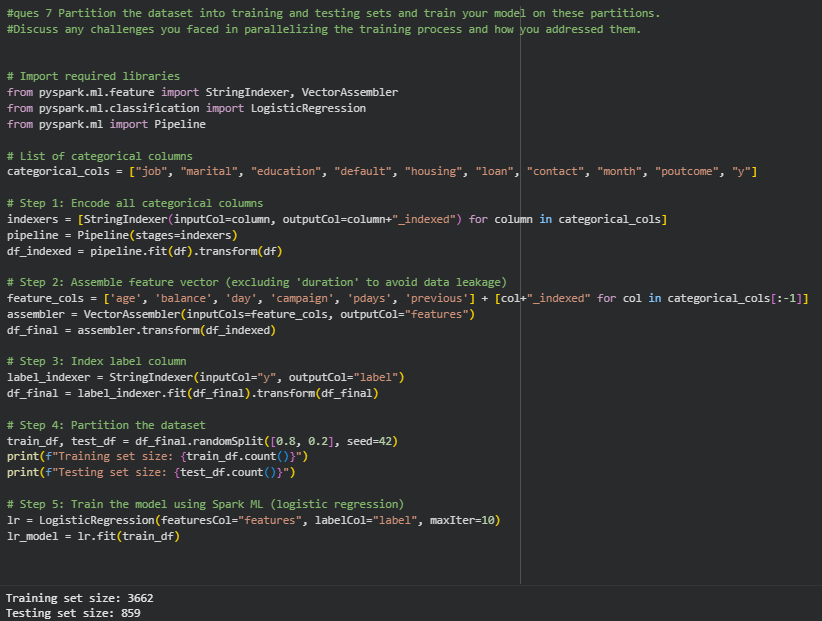 #ques 7 Partition the dataset into training and testing sets and train your model on these partitions.
#Discuss any challenges you faced in parallelizing the training process and how you addressed them.
# Import required libraries
from pyspark.ml.feature import StringIndexer, VectorAssembler
from pyspark.ml.classification import LogisticRegression
from pyspark.ml import Pipeline
# List of categorical columns
categorical_cols = ["job", "marital", "education", "default", "housing", "loan", "contact", "month", "poutcome", "y"]
# Step 1: Encode all categorical columns
indexers = [StringIndexer(inputCol=column, outputCol=column+"_indexed") for column in categorical_cols]
pipeline = Pipeline(stages=indexers)
df_indexed = pipeline.fit(df).transform(df)
# Step 2: Assemble feature vector (excluding 'duration' to avoid data leakage)
feature_cols = ['age', 'balance', 'day', 'campaign', 'pdays', 'previous'] + [col+"_indexed" for col in categorical_cols[:-1]]
assembler = VectorAssembler(inputCols=feature_cols, outputCol="features")
df_final = assembler.transform(df_indexed)
# Step 3: Index label column
label_indexer = StringIndexer(inputCol="y", outputCol="label")
df_final = label_indexer.fit(df_final).transform(df_final)
# Step 4: Partition the dataset
train_df, test_df = df_final.randomSplit([0.8, 0.2], seed=42)
print(f"Training set size: {train_df.count()}")
print(f"Testing set size: {test_df.count()}")
# Step 5: Train the model using Spark ML (logistic regression)
lr = LogisticRegression(featuresCol="features", labelCol="label", maxIter=10)
lr_model = lr.fit(train_df)
Training set size: 3662
Testing set size: 859